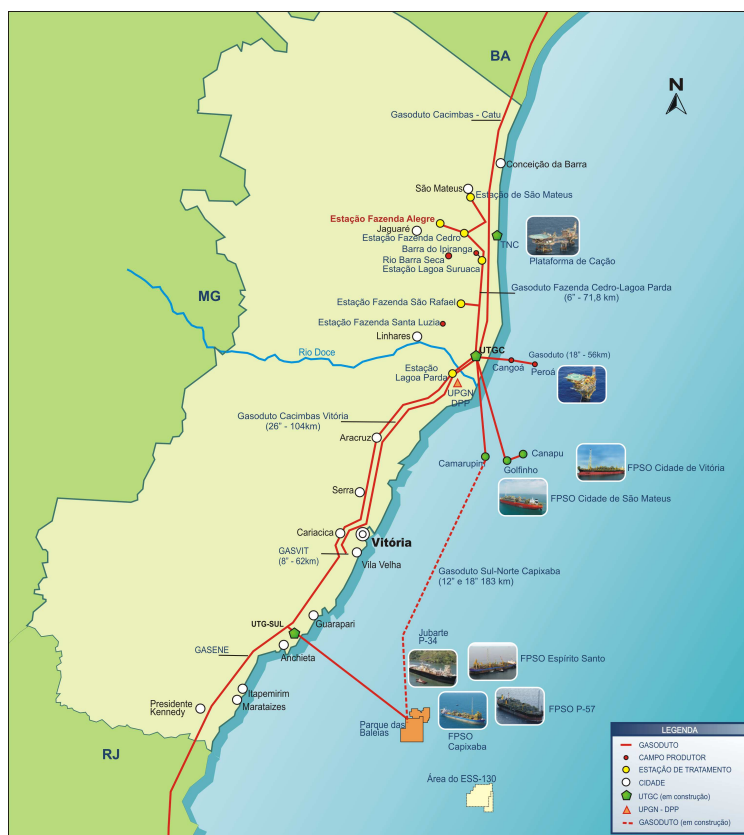 BA
N
Gasoduto Cacimbas - Catu
Conceição da Barra
São Mateus
Estação de São Mateus
Estação Fazenda Alegre
Jaguaré
Estação Fazenda Cedro
Barra do Ipiranga
Rio Barra Seca
Estação Lagoa Suruaca
TNC
Plataforma de Cação
Gasoduto Fazenda Cedro-Lagoa Parda
(6" - 71,8 km)
MG
Estação Fazenda São Rafael
Estação Fazenda Santa Luzia
Linhares
Rio Doce
UTGC
Gasoduto (18" - 56km)
Cangoá
Peroá
Estação
Lagoa Parda
UPGN
DPP
Gasoduto Cacimbas Vitória
(26" - 104km)
Aracruz
Camarupin
Canapu
Golfinho
FPSO Cidade de Vitória
FPSO Cidade de São Mateus
Serra
Cariacica
Vitória
GASVIT
(8" - 62km)
Vila Velha
Gasoduto Sul-Norte Capixaba
(12" e 18" 183 km)
UTG-SUL
Guarapari
GASENE
Anchieta
Jubarte
P-34
FPSO Espírito Santo
Itapemirim
Marataizes
Presidente
Kennedy
Parque das
Baleias
FPSO
Capixaba
FPSO P-57
RJ
Área do ESS-130
LEGENDA
GASODUTO
CAMPO PRODUTOR
ESTAÇÃO DE TRATAMENTO
CIDADE
UTGC (em construção)
UPGN - DPP
GASODUTO (em construção)